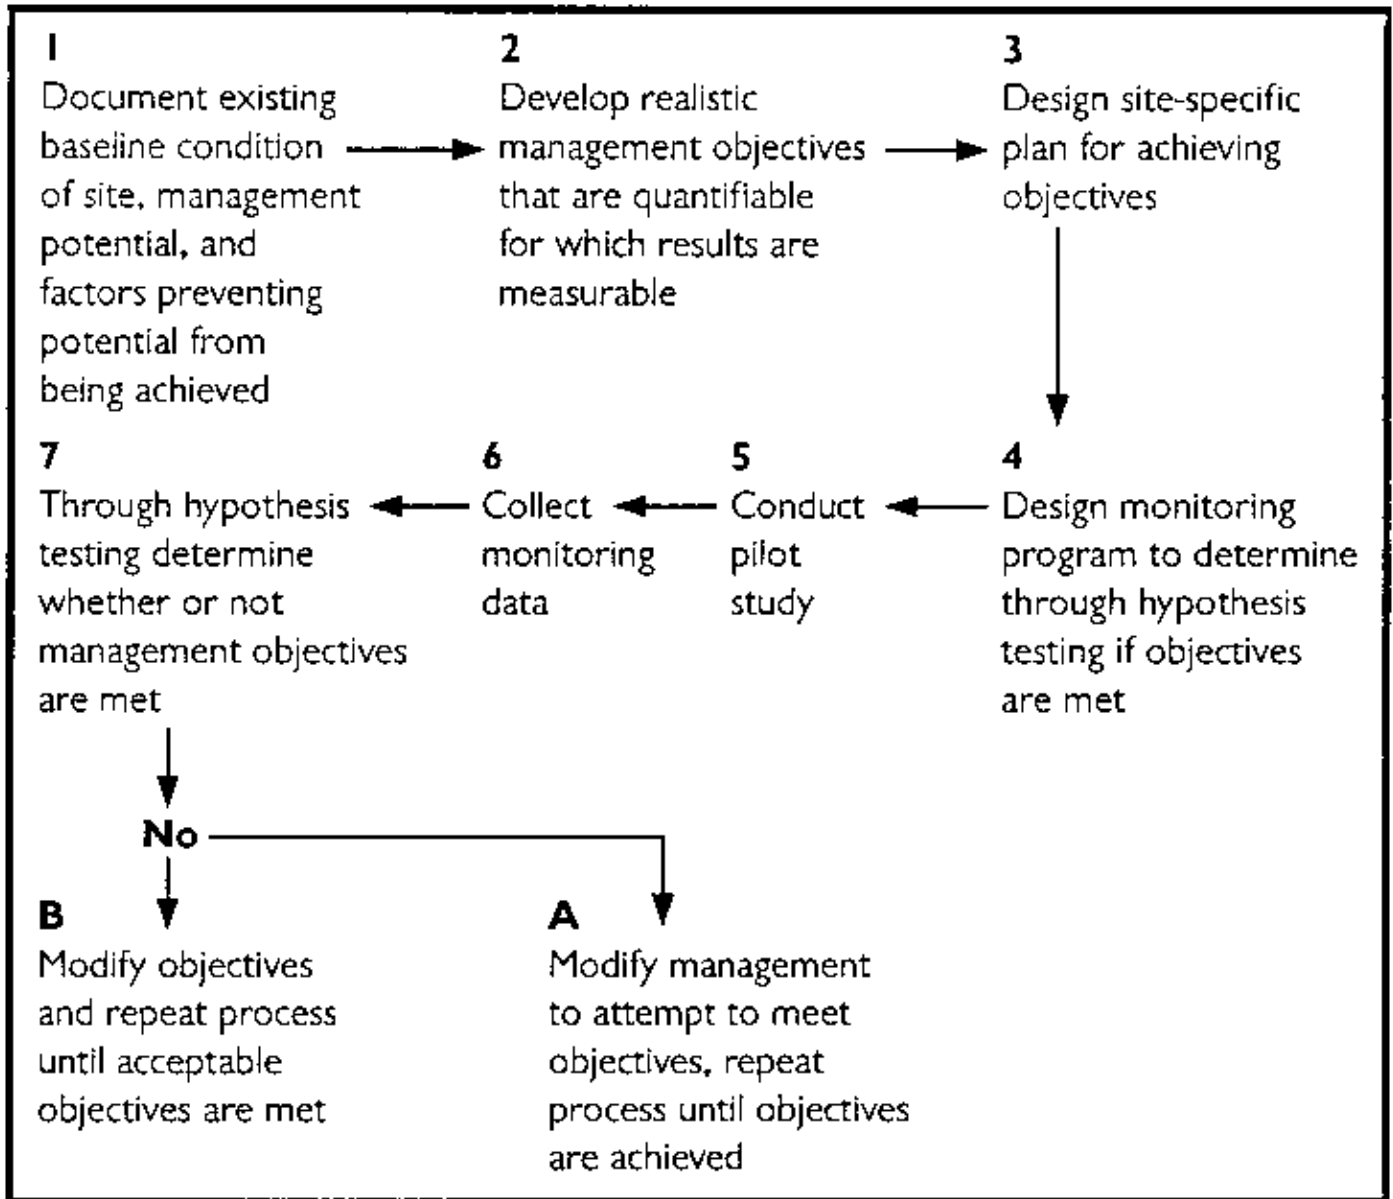 1
Document existing
baseline condition
of site, management
potential, and
factors preventing
potential from
being achieved
2
Develop realistic
management objectives
that are quantifiable
for which results are
measurable
3
Design site-specific
plan for achieving
objectives
4
Design monitoring
program to determine
through hypothesis
testing if objectives
are met
5
Conduct
pilot
study
6
Collect
monitoring
data
7
Through hypothesis
testing determine
whether or not
management objectives
are met
No
B
Modify objectives
and repeat process
until acceptable
objectives are met
A
Modify management
to attempt to meet
objectives, repeat
process until objectives
are achieved